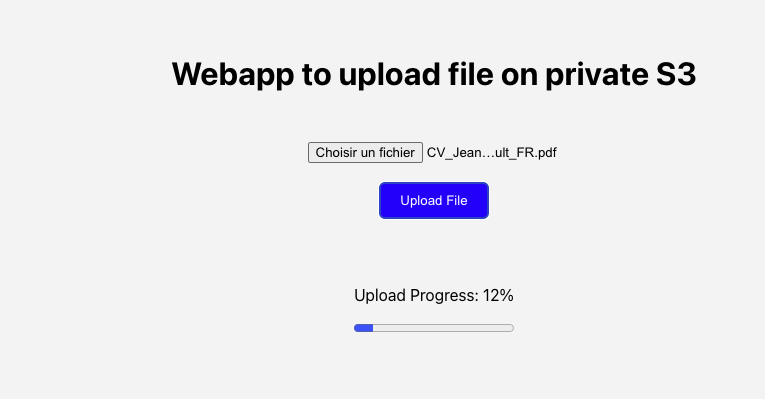 Webapp to upload file on private S3
Choisir un fichier CV_Jean…ult_FR.pdf
Upload File
Upload Progress: 12%